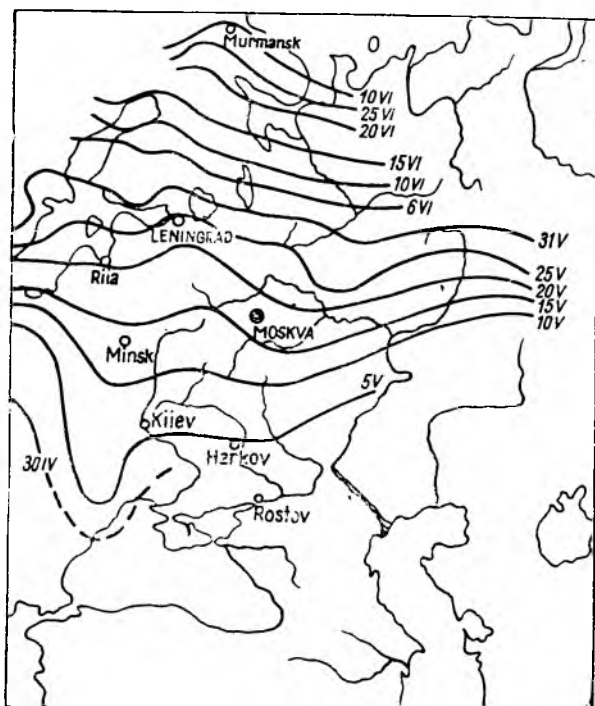 Murmansk
10 VI
25 VI
20 VI
15 VI
10 VI
6 VI
31 V
LENINGRAD
25 V
Riia
20 V
15 V
MOSKVA
10 V
Minsk
5 V
Kijev
Harkov
30 IV
Rostov